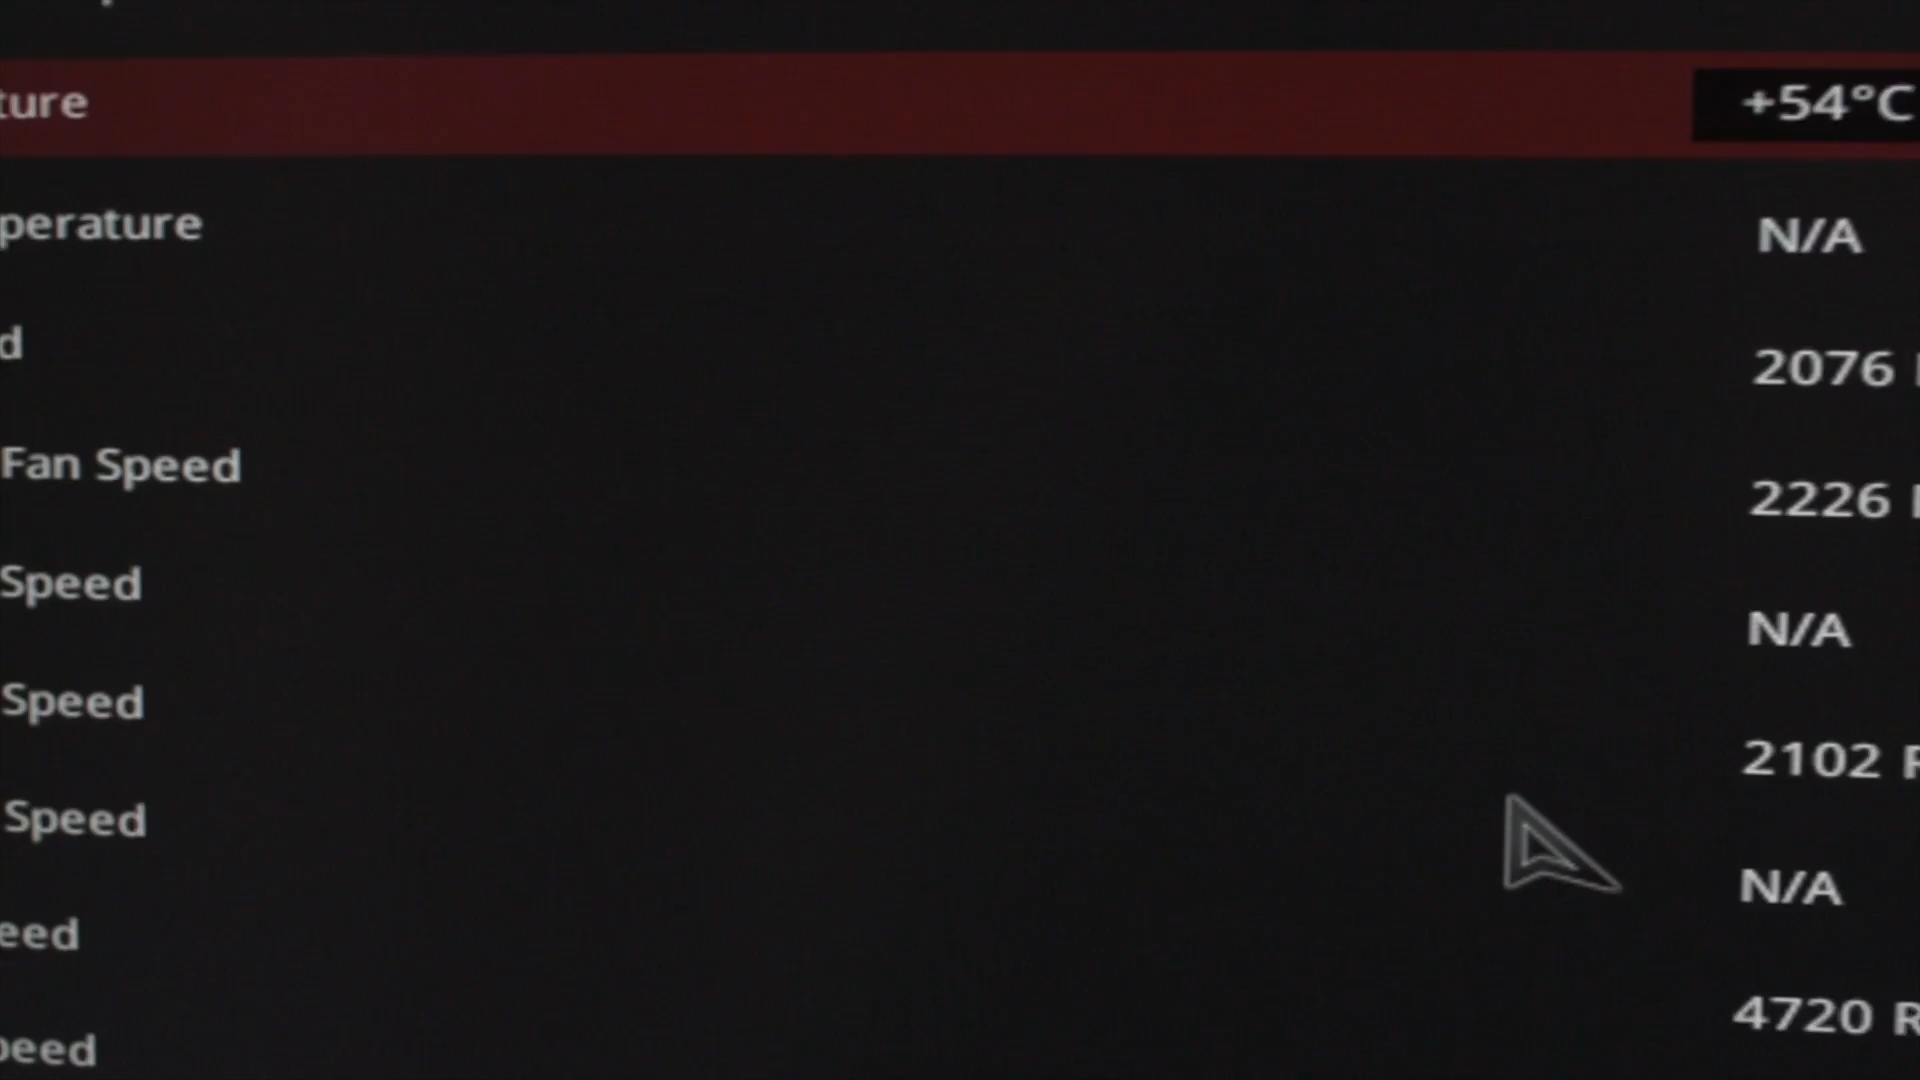 ture +54°C
perature N/A
d 2076
Fan Speed 2226
Speed N/A
Speed 2102 R
Speed N/A
eed 4720 R
peed